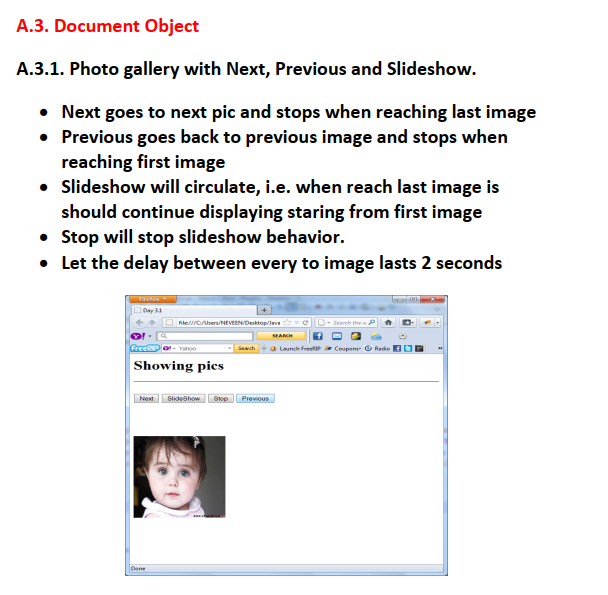 A.3. Document Object
A.3.1. Photo gallery with Next, Previous and Slideshow.
• Next goes to next pic and stops when reaching last image
• Previous goes back to previous image and stops when
reaching first image
• Slideshow will circulate, i.e. when reach last image is
should continue displaying staring from first image
• Stop will stop slideshow behavior.
• Let the delay between every to image lasts 2 seconds
Firefox
Day 3.1
file:///C:/Users/NEVEEN/Desktop/Java
Search the
SEARCH
FreeRIP Yahoo Search Launch FreeRIP Coupons Radio
Showing pics
Next SlideShow Stop Previous
Done